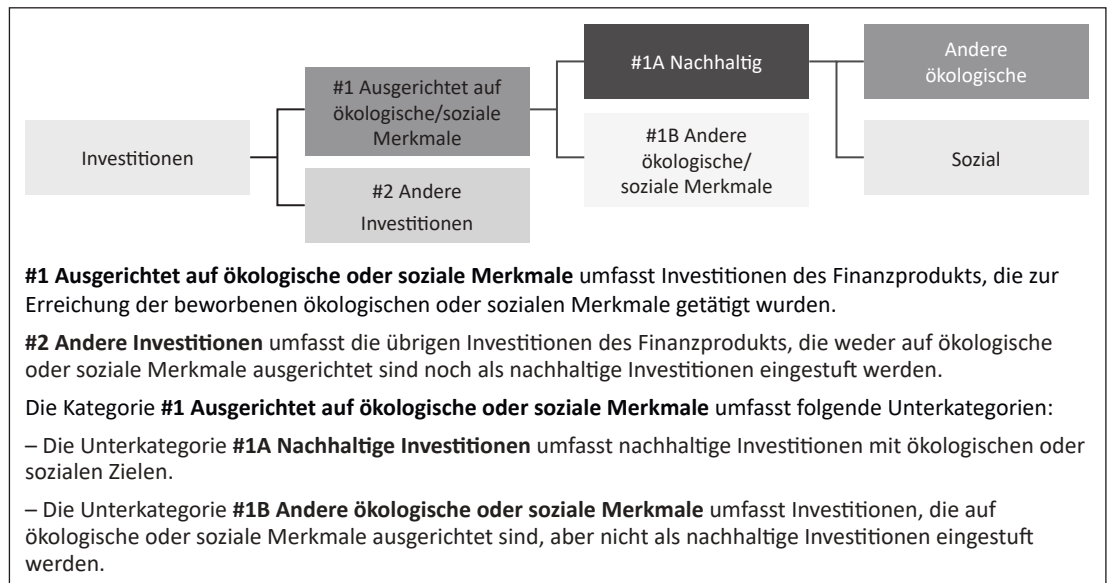 Investitionen
#1 Ausgerichtet auf
ökologische/soziale
Merkmale
#2 Andere
Investitionen
#1A Nachhaltig
#1B Andere
ökologische/
soziale Merkmale
Andere
ökologische
Sozial
#1 Ausgerichtet auf ökologische oder soziale Merkmale umfasst Investitionen des Finanzprodukts, die zur
Erreichung der beworbenen ökologischen oder sozialen Merkmale getätigt wurden.
#2 Andere Investitionen umfasst die übrigen Investitionen des Finanzprodukts, die weder auf ökologische
oder soziale Merkmale ausgerichtet sind noch als nachhaltige Investitionen eingestuft werden.
Die Kategorie #1 Ausgerichtet auf ökologische oder soziale Merkmale umfasst folgende Unterkategorien:
– Die Unterkategorie #1A Nachhaltige Investitionen umfasst nachhaltige Investitionen mit ökologischen oder
sozialen Zielen.
– Die Unterkategorie #1B Andere ökologische oder soziale Merkmale umfasst Investitionen, die auf
ökologische oder soziale Merkmale ausgerichtet sind, aber nicht als nachhaltige Investitionen eingestuft
werden.